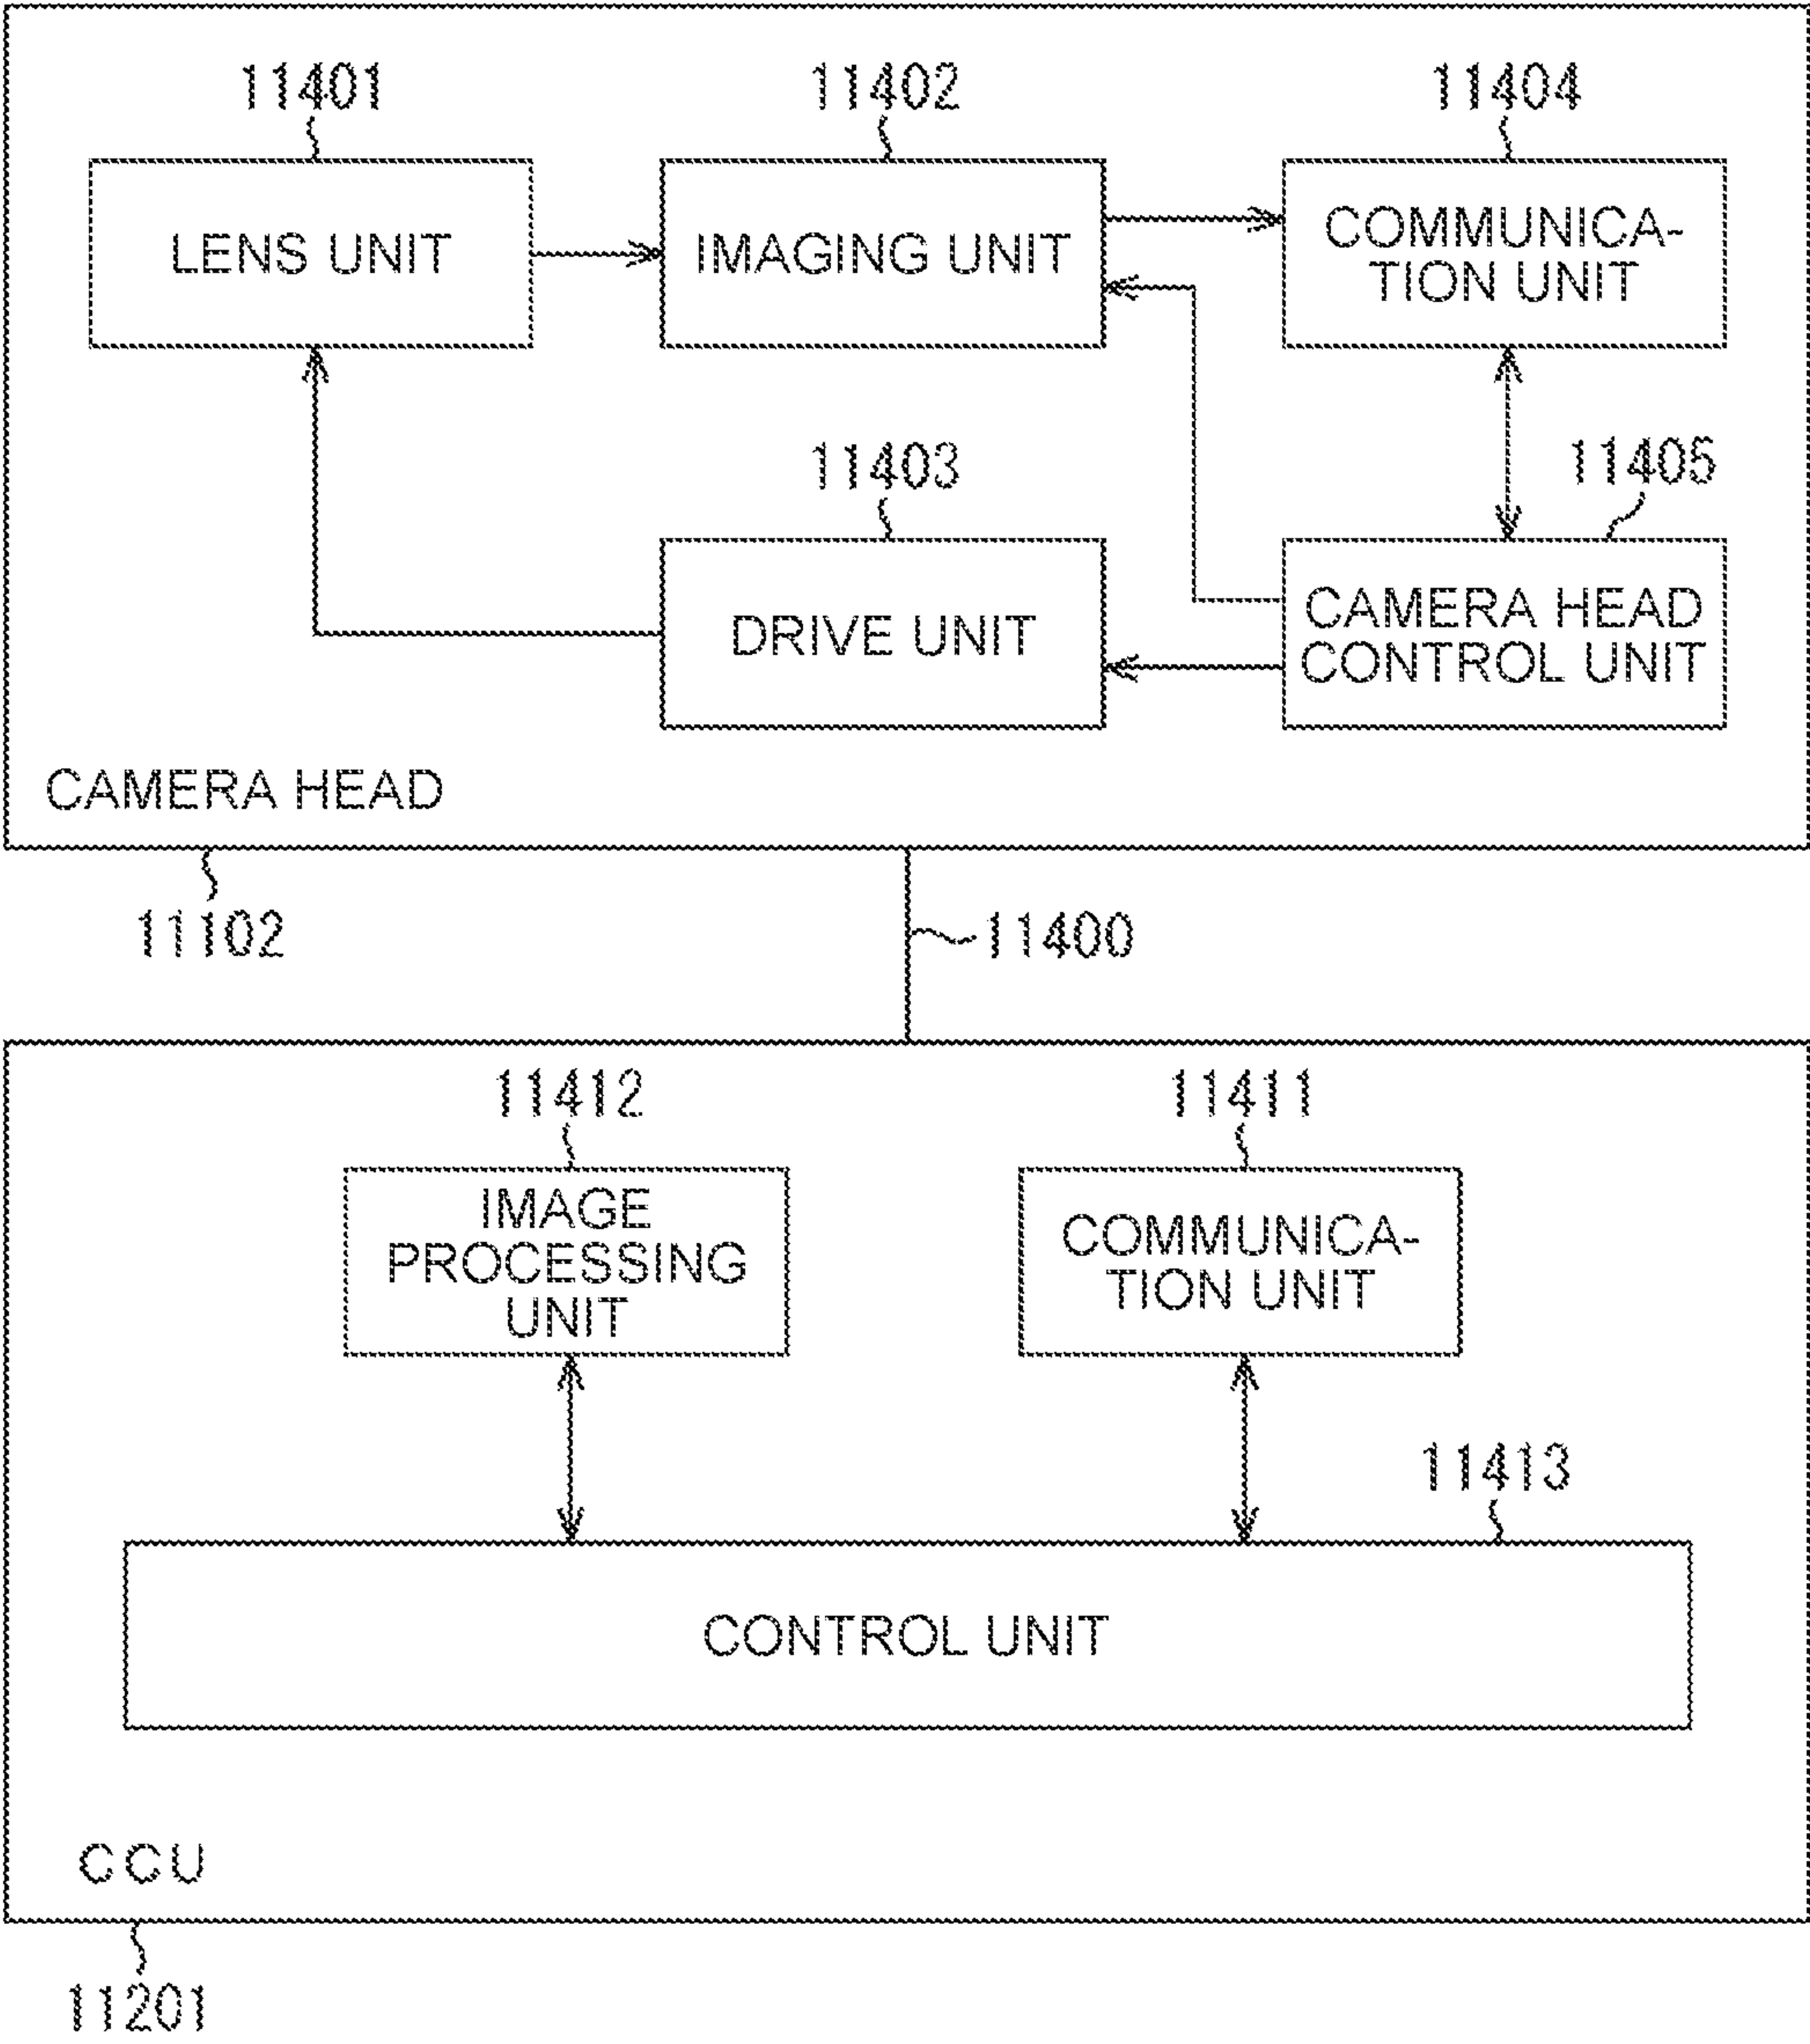 11401
11402
11404
LENS UNIT
IMAGING UNIT
COMMUNICA-
TION UNIT
11403
11405
DRIVE UNIT
CAMERA HEAD
CONTROL UNIT
CAMERA HEAD
11102
11400
11412
11411
IMAGE
PROCESSING
UNIT
COMMUNICA-
TION UNIT
11413
CONTROL UNIT
CCU
11201